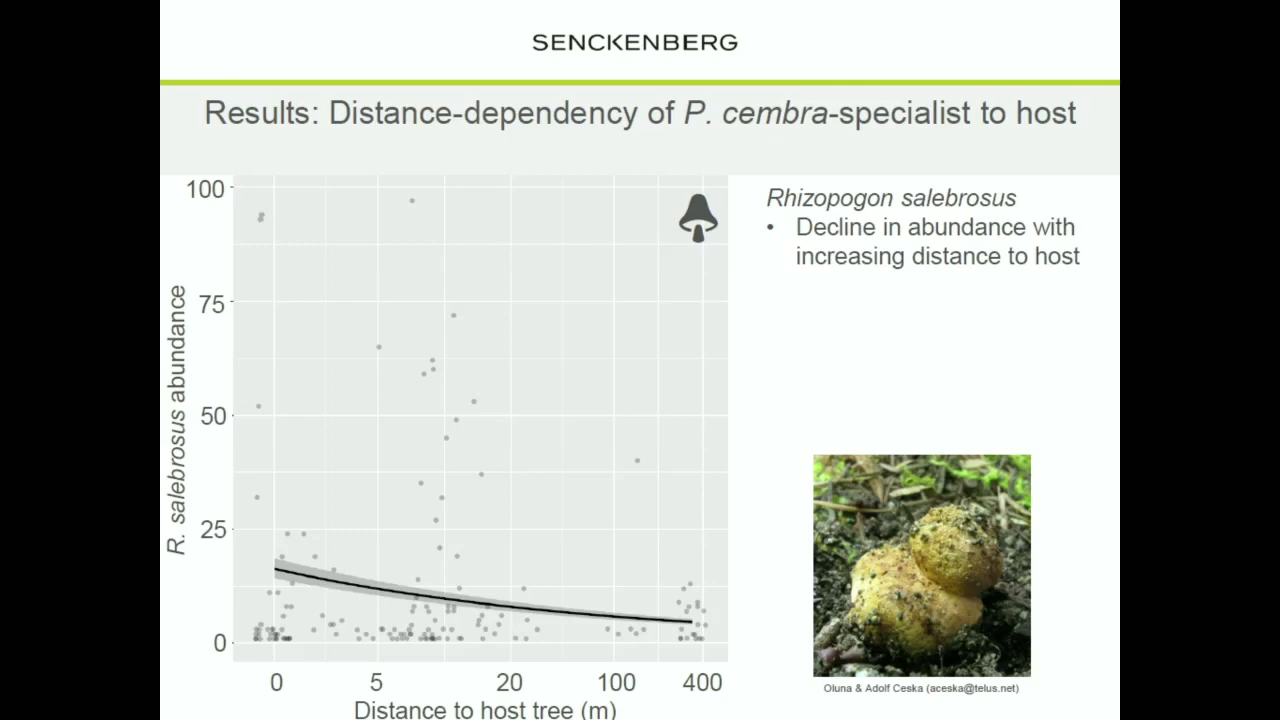 SENCKENBERG
Results: Distance-dependency of P. cembra-specialist to host
Rhizopogon salebrosus
• Decline in abundance with
increasing distance to host
R. salebrosus abundance
100
75
50
25
0
0 5 20 100 400
Distance to host tree (m)
Oluna & Adolf Ceska (aceska@telus.net)